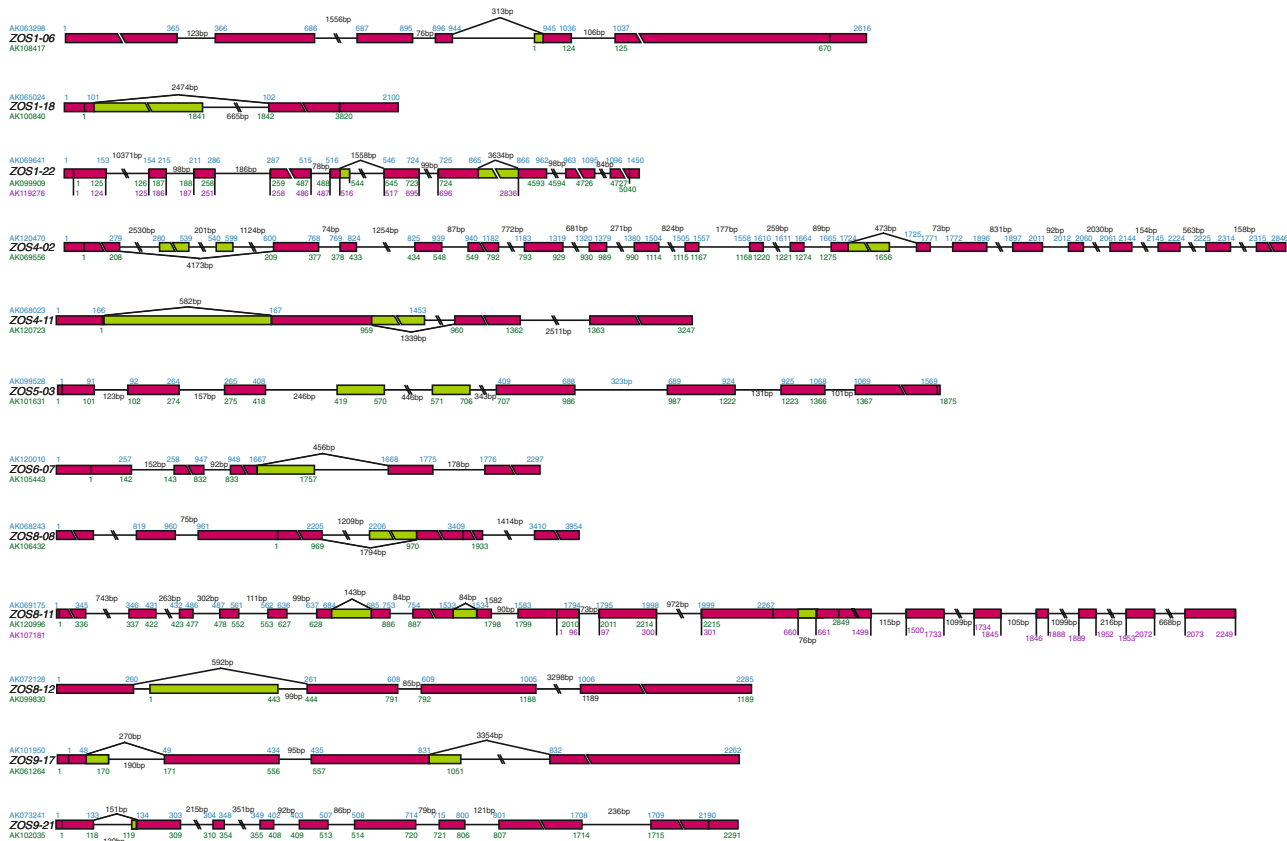 313bp
1556bp
AK063298 1 365 366 686 687 895 896 944 945 1036 1037 2616
123bp 76bp 106bp
ZOS1-06
AK108417 1 124 125 670
2474bp
AK065024 1 101 102 2100
ZOS1-18
665bp
AK100840 1 1841 1842 3820
10371bp 1558bp 3634bp
AK069641 1 153 154 215 211 286 287 515 516 546 724 725 865 866 962 963 1095 1096 1450
98bp 186bp 78bp 99bp 98bp 84bp
ZOS1-22
AK099909 1 125 126 187 188 258 259 487 488 544 545 723 724 4593 4594 4726 4727 5040
AK119276 1 124 125 186 187 251 258 486 487 516 517 695 696 2836
2530bp 201bp 1124bp 74bp 1254bp 87bp 772bp 681bp 271bp 824bp 177bp 259bp 89bp 473bp 73bp 831bp 92bp 2030bp 154bp 563bp 158bp
AK120470 1 279 280 539 540 599 600 768 769 824 825 939 940 1182 1183 1319 1320 1379 1380 1504 1505 1557 1558 1610 1611 1664 1665 1724 1725 1771 1772 1896 1897 2011 2012 2060 2061 2144 2145 2224 2225 2314 2315 2846
ZOS4-02
AK069556 1 208 209 377 378 433 434 548 549 792 793 929 930 989 990 1114 1115 1167 1168 1220 1221 1274 1275 1656
4173bp
582bp
AK068023 1 166 167 1453
ZOS4-11
AK120723 1 959 960 1362 1363 3247
1339bp 2511bp
AK099528 1 91 92 264 265 408 409 688 323bp 689 924 925 1068 1069 1569
ZOS5-03
123bp 157bp 246bp 446bp 343bp 131bp 101bp
AK101631 1 101 102 274 275 418 419 570 571 706 707 986 987 1222 1223 1366 1367 1875
456bp
AK120010 1 257 258 947 948 1667 1668 1775 1776 2297
152bp 92bp 178bp
ZOS6-07
AK105443 1 142 143 832 833 1757
75bp 1209bp 1414bp
AK068243 1 819 960 961 2205 2206 3409 3410 3954
ZOS8-08
AK106432 1 969 970 1933
1794bp
743bp 263bp 302bp 111bp 99bp 143bp 84bp 84bp 1582 972bp
AK069175 1 345 346 431 432 486 487 561 562 636 637 684 685 753 754 1533 1534 1583 1794 1795 1998 1999 2267
90bp 73bp
ZOS8-11
AK120996 1 336 337 422 423 477 478 552 553 627 628 886 887 1798 1799 2010 2011 2214 2215 2849
115bp 1099bp 105bp 1099bp 216bp 668bp
AK107181 1 96 97 300 301 660 661 1499 1500 1733 1734 1845 1846 1888 1889 1952 1953 2072 2073 2249
76bp
592bp
AK072128 1 260 261 608 609 1005 3298bp 1006 2285
85bp
ZOS8-12
99bp
AK099830 1 443 444 791 792 1188 1189 1189
270bp 3354bp
AK101950 1 48 49 434 435 831 832 2262
95bp
ZOS9-17
190bp
AK061264 1 170 171 556 557 1051
151bp 215bp 351bp 92bp 86bp 79bp 121bp 236bp
AK073241 1 133 134 303 304 348 349 402 403 507 508 714 715 800 801 1708 1709 2190
ZOS9-21
AK102035 1 118 119 309 310 354 355 408 409 513 514 720 721 806 807 1714 1715 2291